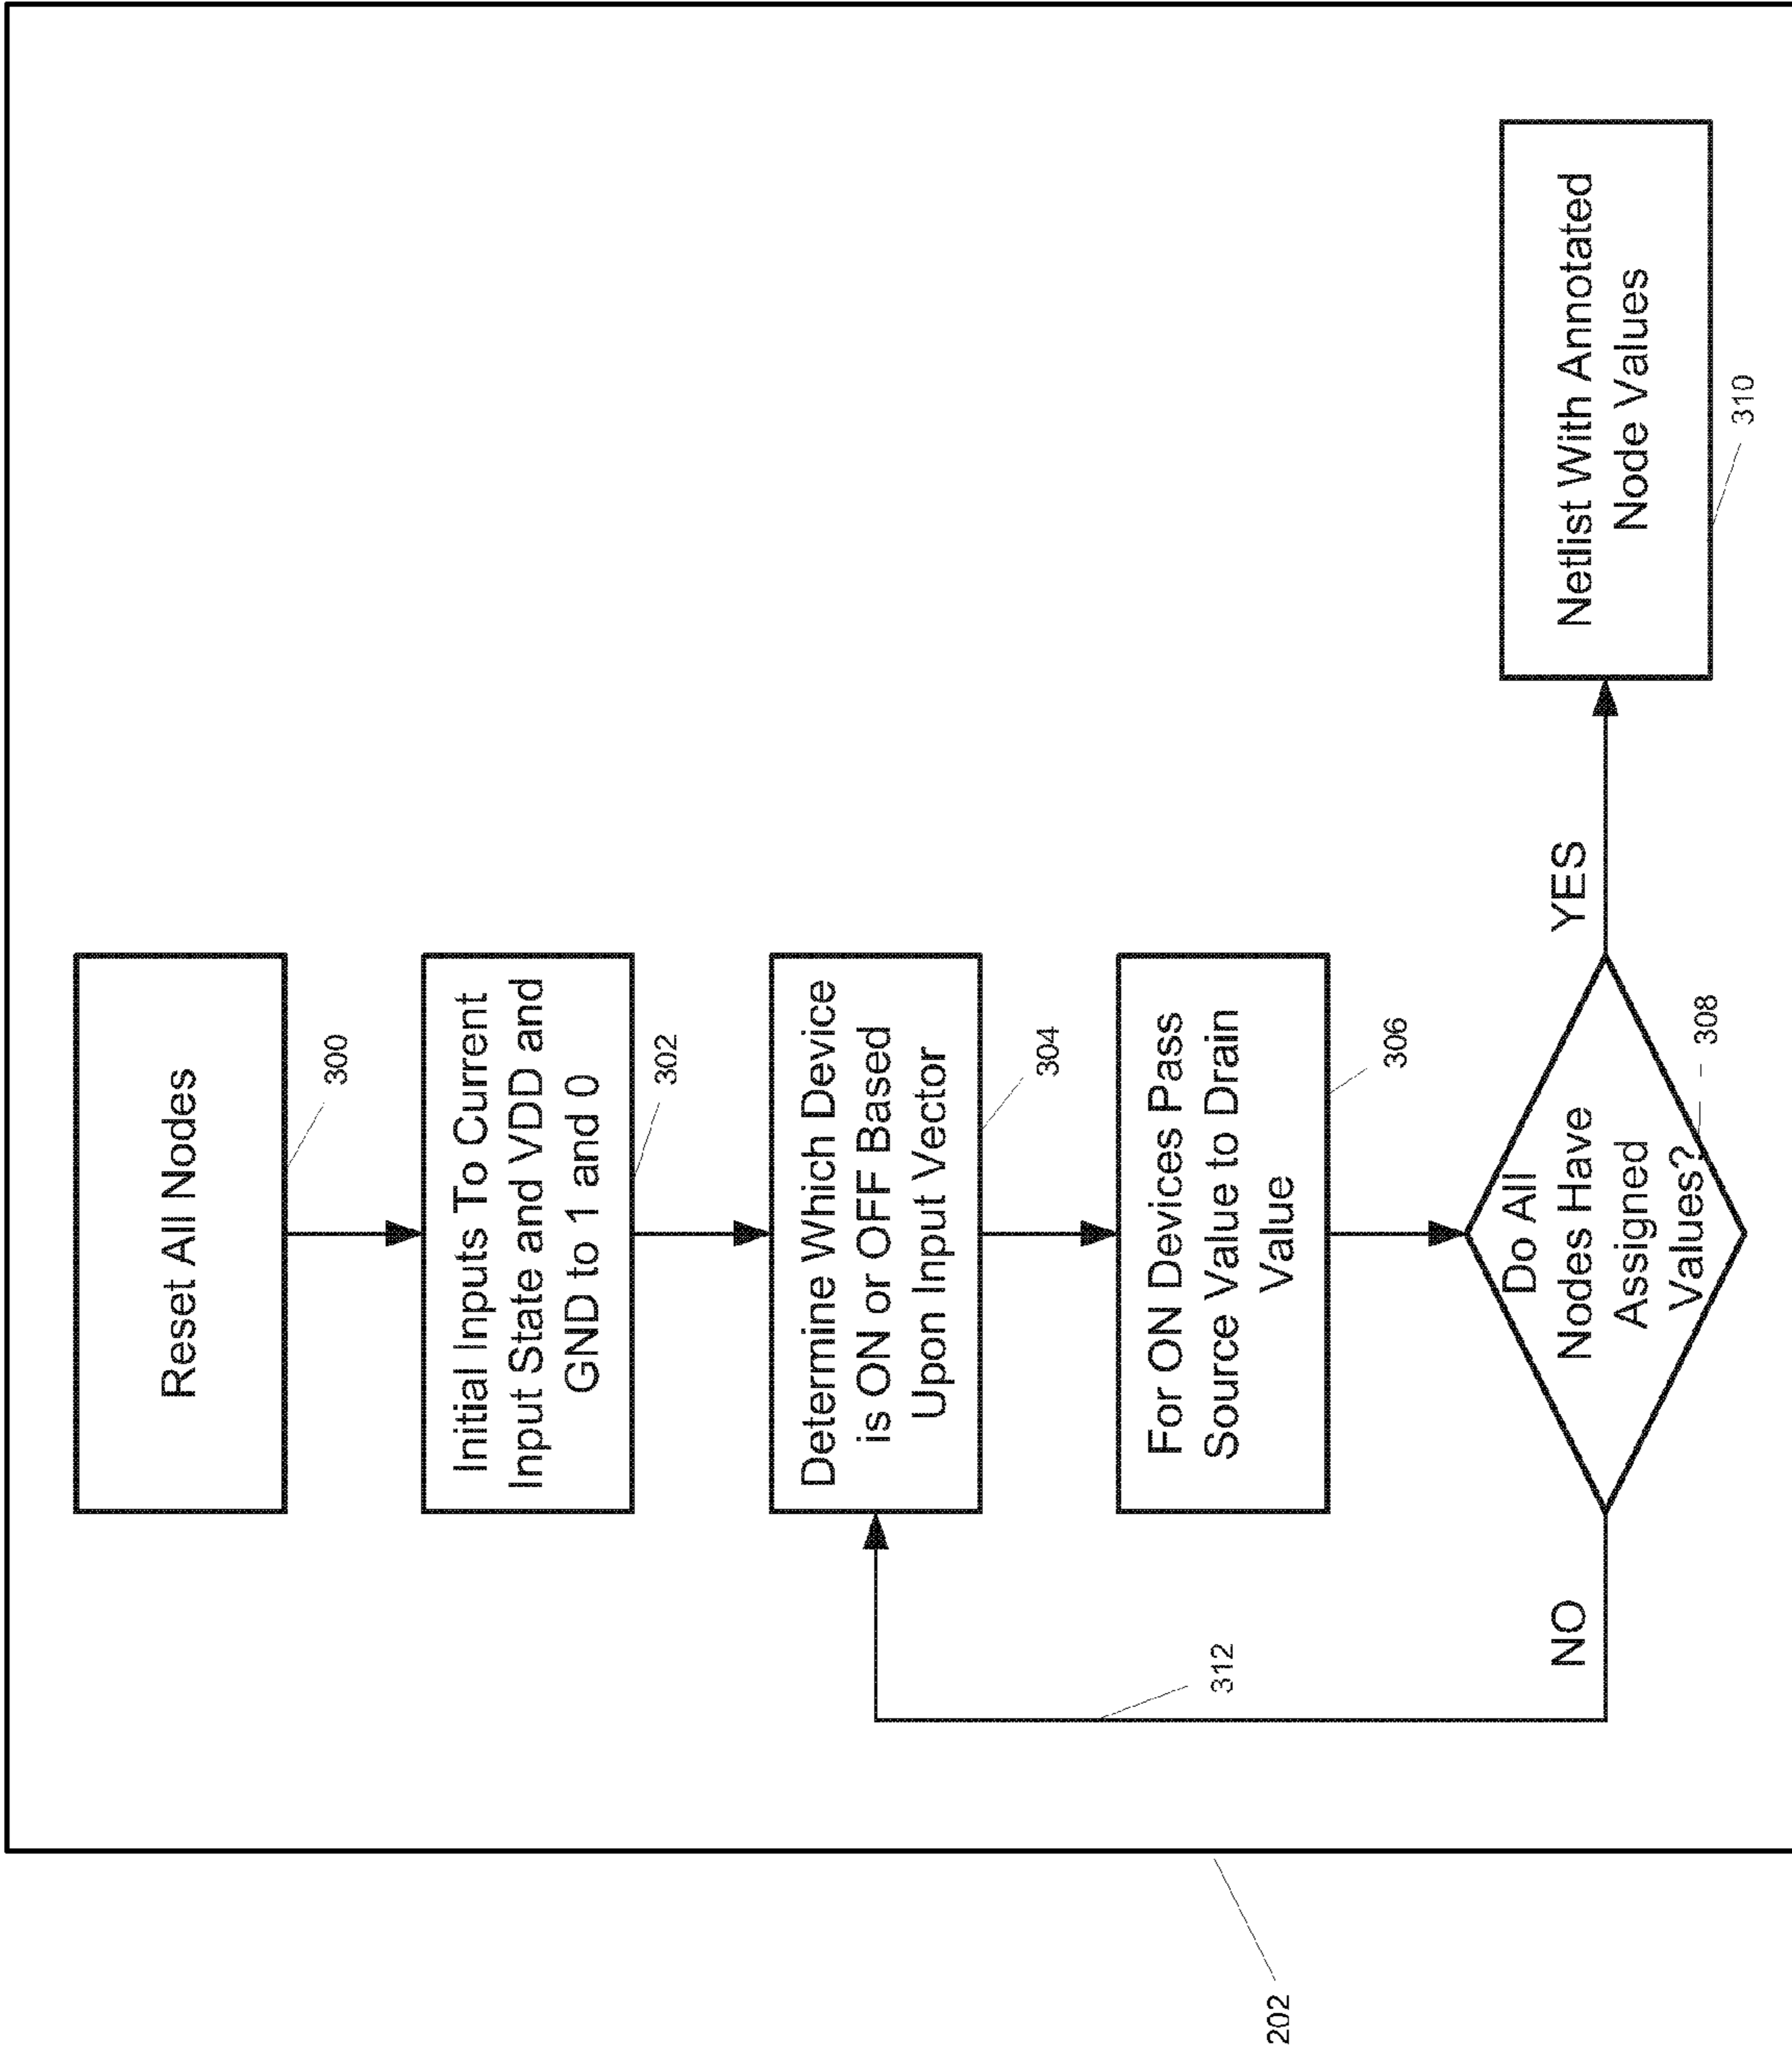 Reset All Nodes
300
Initial Inputs To Current
Input State and VDD and
GND to 1 and 0
302
Determine Which Device
is ON or OFF Based
Upon Input Vector
304
For ON Devices Pass
Source Value to Drain
Value
306
Do All
Nodes Have
Assigned
Values?
308
NO
312
YES
Netlist With Annotated
Node Values
310
202